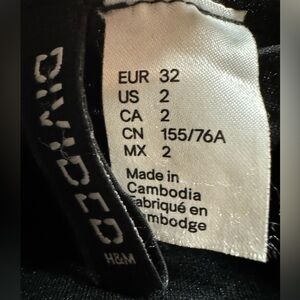 DIVIDED
H&M
EUR 32
US 2
CA 2
CN 155/76A
MX 2
Made in
Cambodia
Fabriqué en
Cambodge